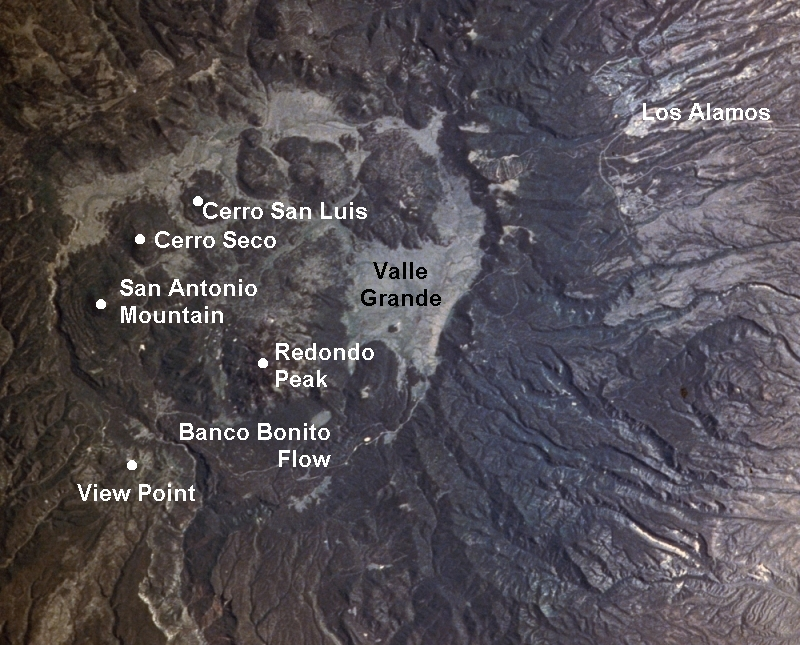 Los Alamos
Cerro San Luis
Cerro Seco
Valle
Grande
San Antonio
Mountain
Redondo
Peak
Banco Bonito
Flow
View Point